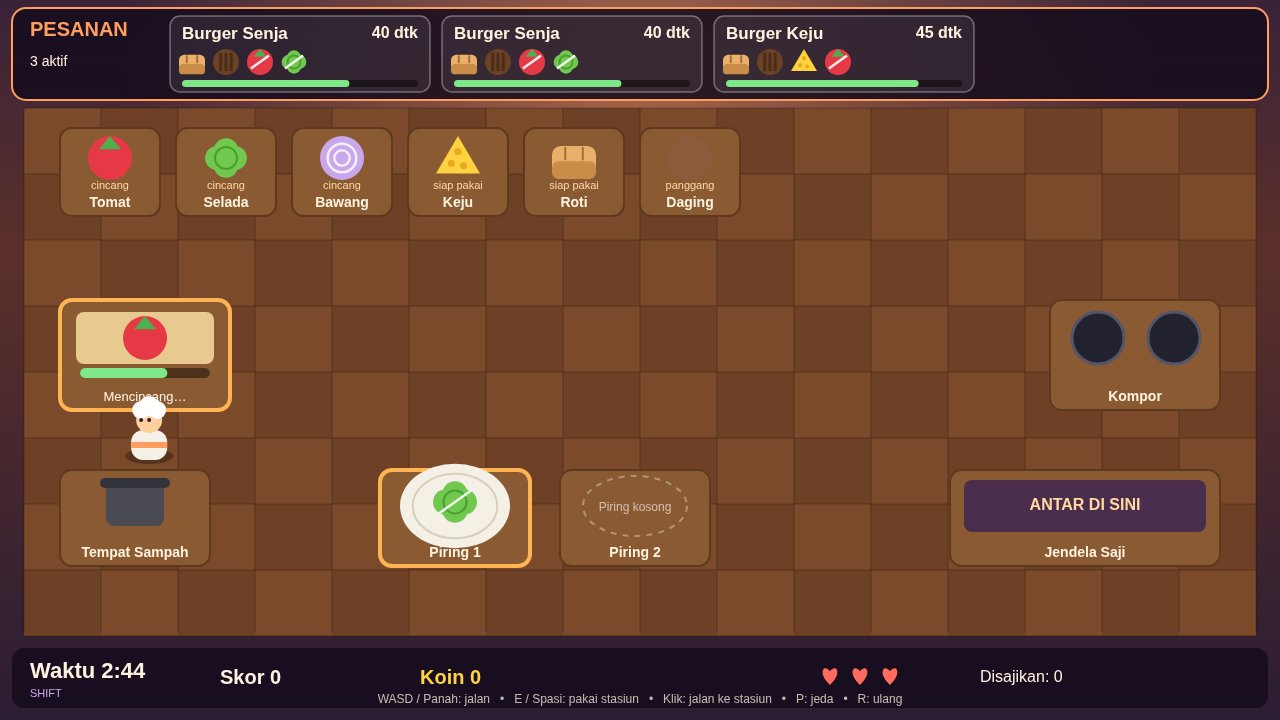 PESANAN
3 aktif
Burger Senja 40 dtk
Burger Senja 40 dtk
Burger Keju 45 dtk
cincang
Tomat
cincang
Selada
cincang
Bawang
siap pakai
Keju
siap pakai
Roti
panggang
Daging
Mencincang…
Kompor
Tempat Sampah
Piring 1
Piring kosong
Piring 2
ANTAR DI SINI
Jendela Saji
Waktu 2:44
SHIFT
Skor 0
Koin 0
Disajikan: 0
WASD / Panah: jalan • E / Spasi: pakai stasiun • Klik: jalan ke stasiun • P: jeda • R: ulang